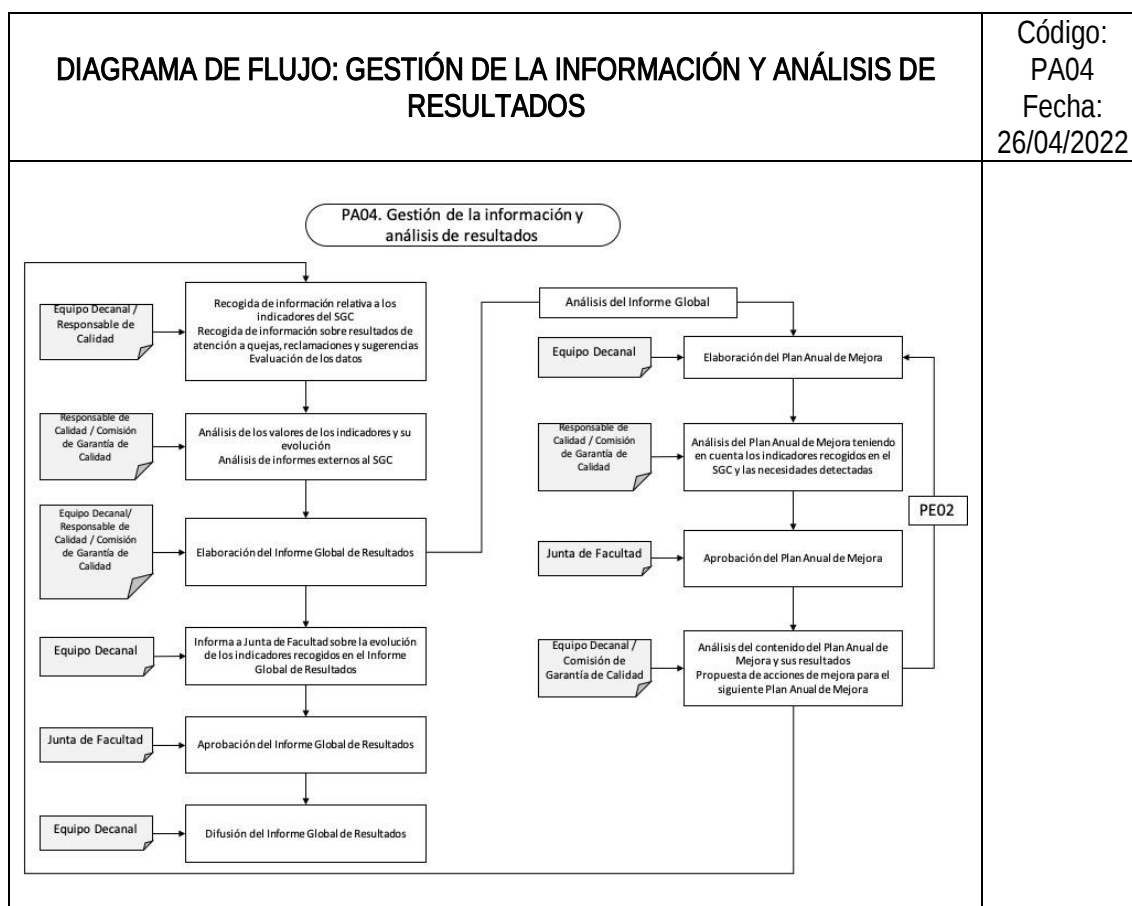 DIAGRAMA DE FLUJO: GESTIÓN DE LA INFORMACIÓN Y ANÁLISIS DE
RESULTADOS
Código:
PA04
Fecha:
26/04/2022
PA04. Gestión de la información y
análisis de resultados
Equipo Decanal /
Responsable de
Calidad
Recogida de información relativa a los
indicadores del SGC
Recogida de información sobre resultados de
atención a quejas, reclamaciones y sugerencias
Evaluación de los datos
Responsable de
Calidad / Comisión
de Garantía de
Calidad
Análisis de los valores de los indicadores y su
evolución
Análisis de informes externos al SGC
Equipo Decanal/
Responsable de
Calidad / Comisión
de Garantía de
Calidad
Elaboración del Informe Global de Resultados
Equipo Decanal
Informa a Junta de Facultad sobre la evolución
de los indicadores recogidos en el Informe
Global de Resultados
Junta de Facultad
Aprobación del Informe Global de Resultados
Equipo Decanal
Difusión del Informe Global de Resultados
Análisis del Informe Global
Equipo Decanal
Elaboración del Plan Anual de Mejora
Responsable de
Calidad / Comisión
de Garantía de
Calidad
Análisis del Plan Anual de Mejora teniendo
en cuenta los indicadores recogidos en el
SGC y las necesidades detectadas
PE02
Junta de Facultad
Aprobación del Plan Anual de Mejora
Equipo Decanal /
Comisión de
Garantía de Calidad
Análisis del contenido del Plan Anual de
Mejora y sus resultados
Propuesta de acciones de mejora para el
siguiente Plan Anual de Mejora